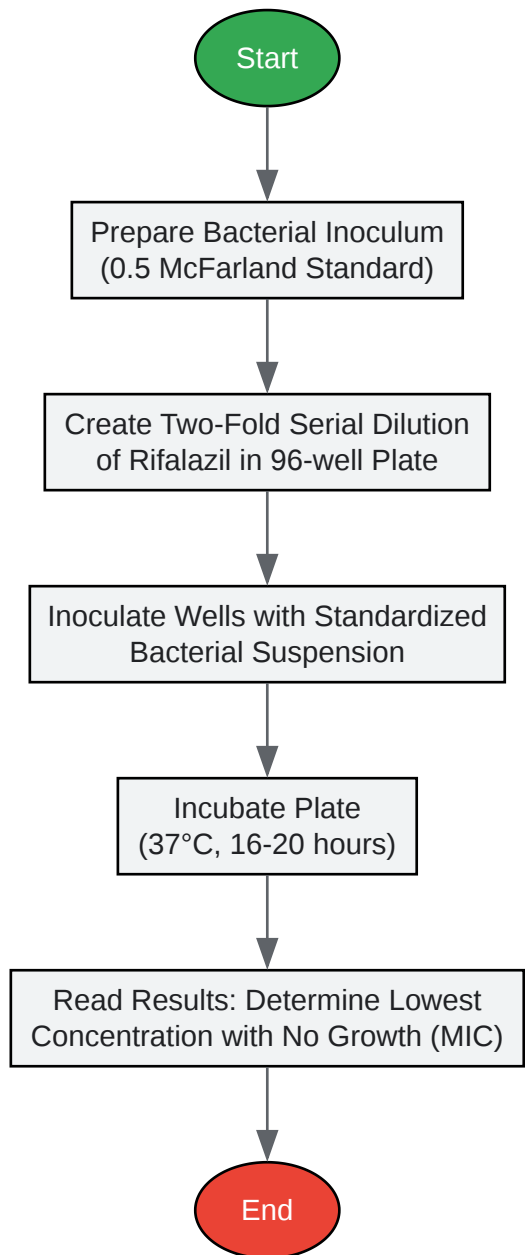 Start
Prepare Bacterial Inoculum
(0.5 McFarland Standard)
Create Two-Fold Serial Dilution
of Rifalazil in 96-well Plate
Inoculate Wells with Standardized
Bacterial Suspension
Incubate Plate
(37°C, 16-20 hours)
Read Results: Determine Lowest
Concentration with No Growth (MIC)
End